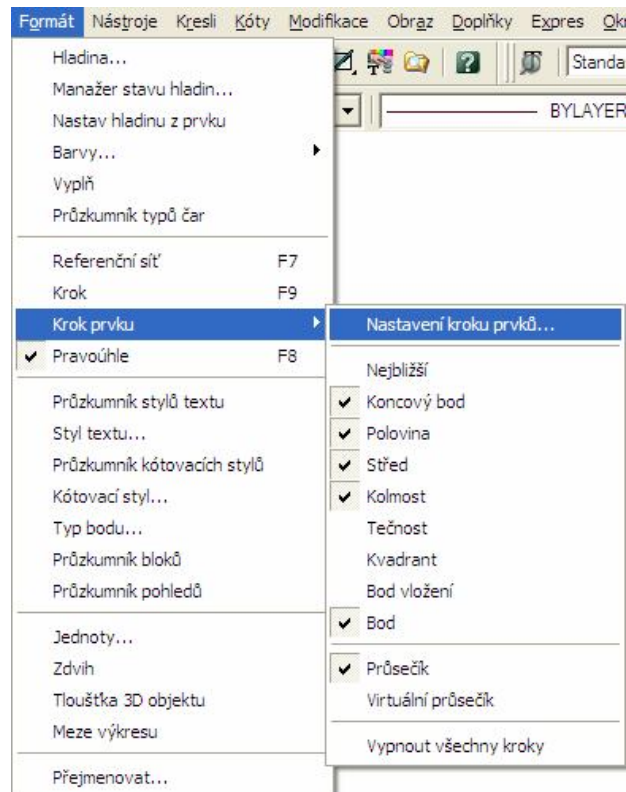 Formát Nástroje Kresli Kóty Modifikace Obraz Doplňky Expres
Hladina...
Standa
Manažer stavu hladin...
Nastav hladinu z prvku
BYLAYER
Barvy...
Vyplň
Průzkumník typů čar
Referenční síť F7
Krok F9
Krok prvku
Pravoúhle F8
Průzkumník stylů textu
Styl textu...
Průzkumník kótovacích stylů
Kótovací styl...
Typ bodu...
Průzkumník bloků
Průzkumník pohledů
Jednoty...
Zdvih
Tloušťka 3D objektu
Meze výkresu
Přejmenovat...
Nastavení kroku prvků...
Nejbližší
Koncový bod
Polovina
Střed
Kolmost
Tečnost
Kvadrant
Bod vložení
Bod
Průsečík
Virtuální průsečík
Vypnout všechny kroky